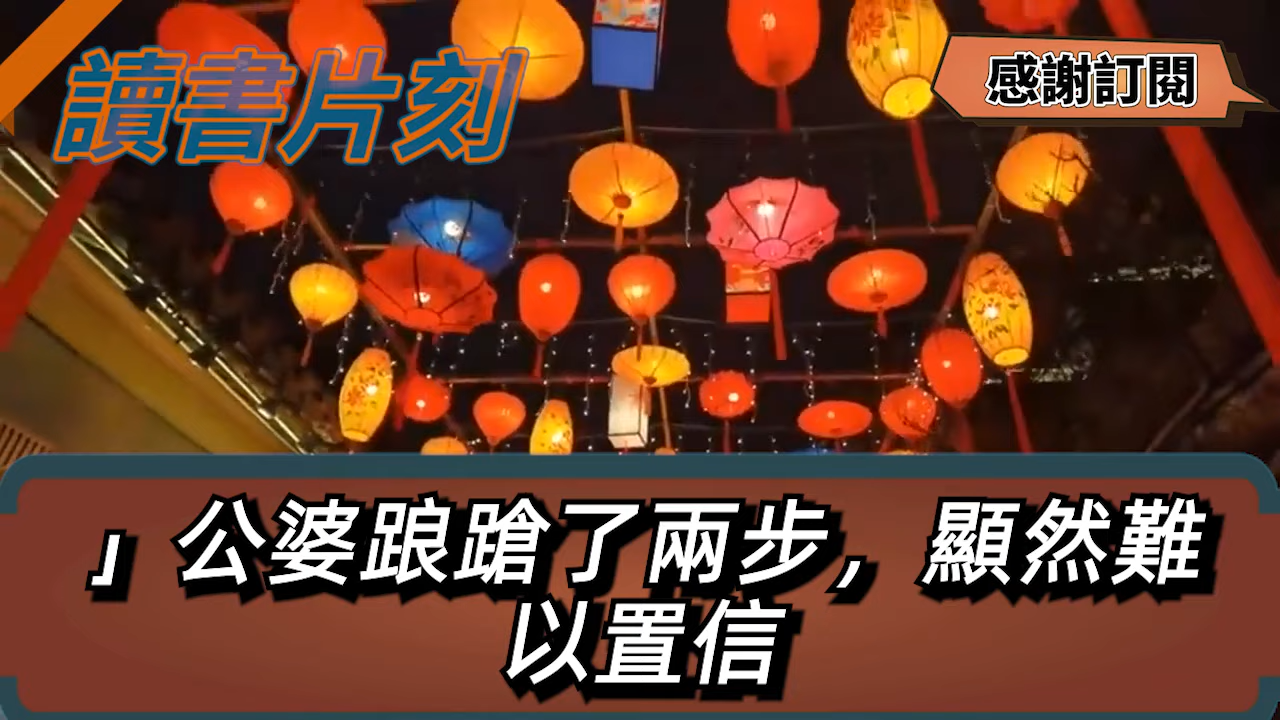 讀書片刻
感謝訂閱
」公婆踉蹌了兩步，顯然難
以置信